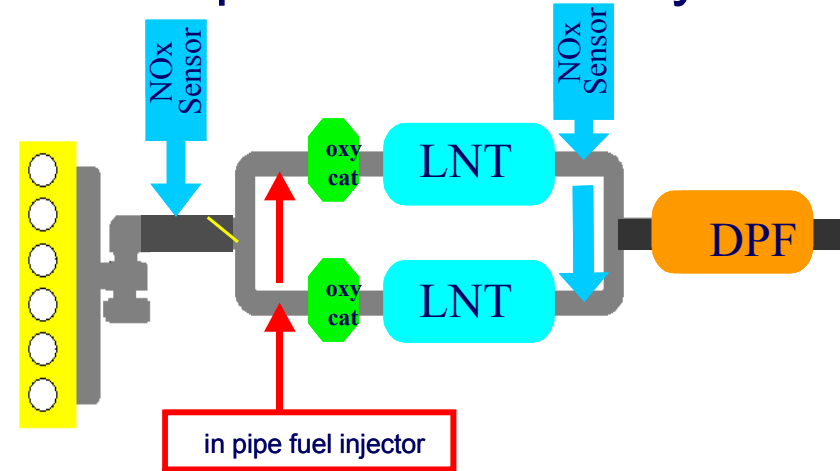 NOx
Sensor
NOx
Sensor
oxy
cat
LNT
DPF
oxy
cat
LNT
in pipe fuel injector